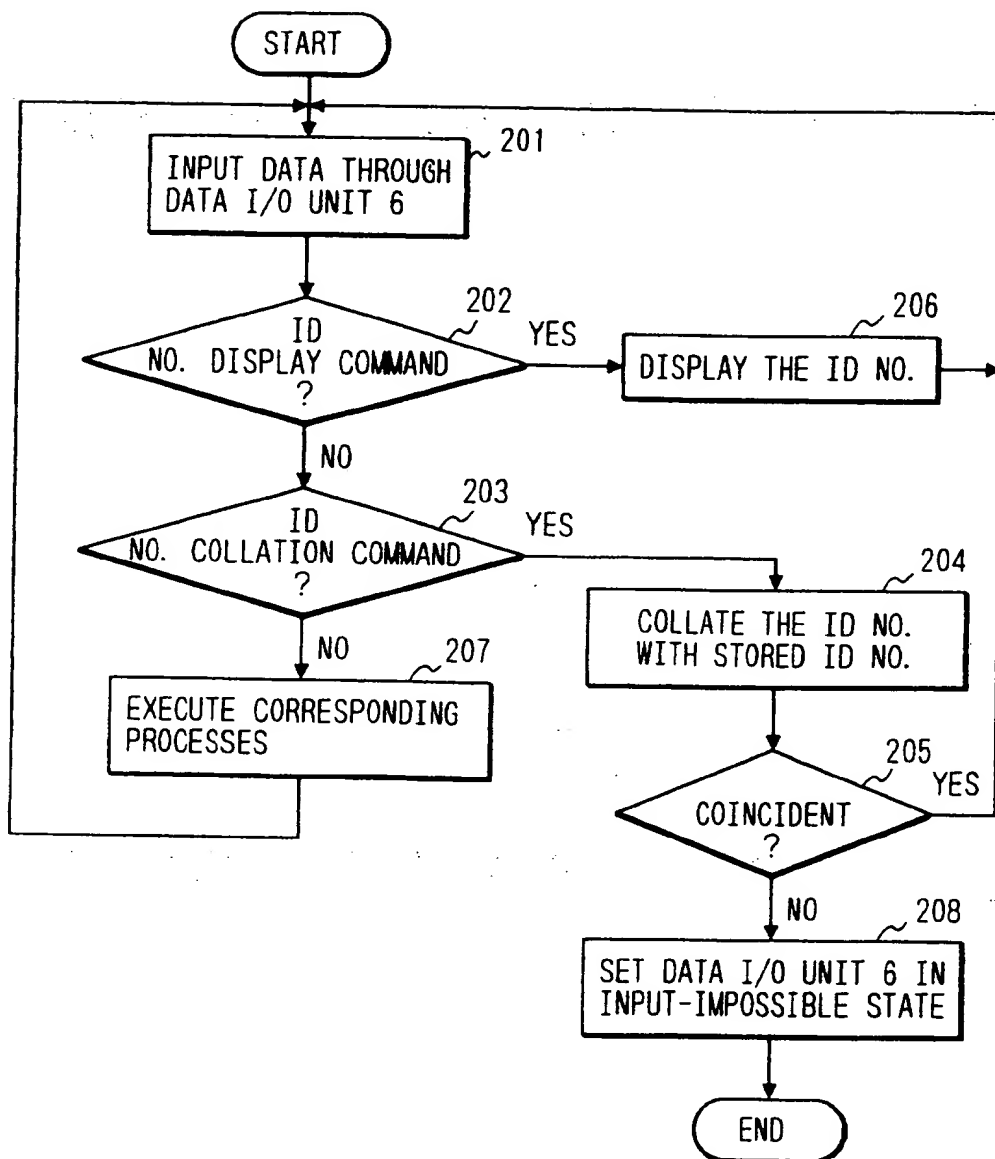 START
201
INPUT DATA THROUGH
DATA I/O UNIT 6
202
ID
NO. DISPLAY COMMAND
?
YES
206
DISPLAY THE ID NO.
NO
203
ID
NO. COLLATION COMMAND
?
YES
204
COLLATE THE ID NO.
WITH STORED ID NO.
NO
207
EXECUTE CORRESPONDING
PROCESSES
205
COINCIDENT
?
YES
NO
208
SET DATA I/O UNIT 6 IN
INPUT-IMPOSSIBLE STATE
END